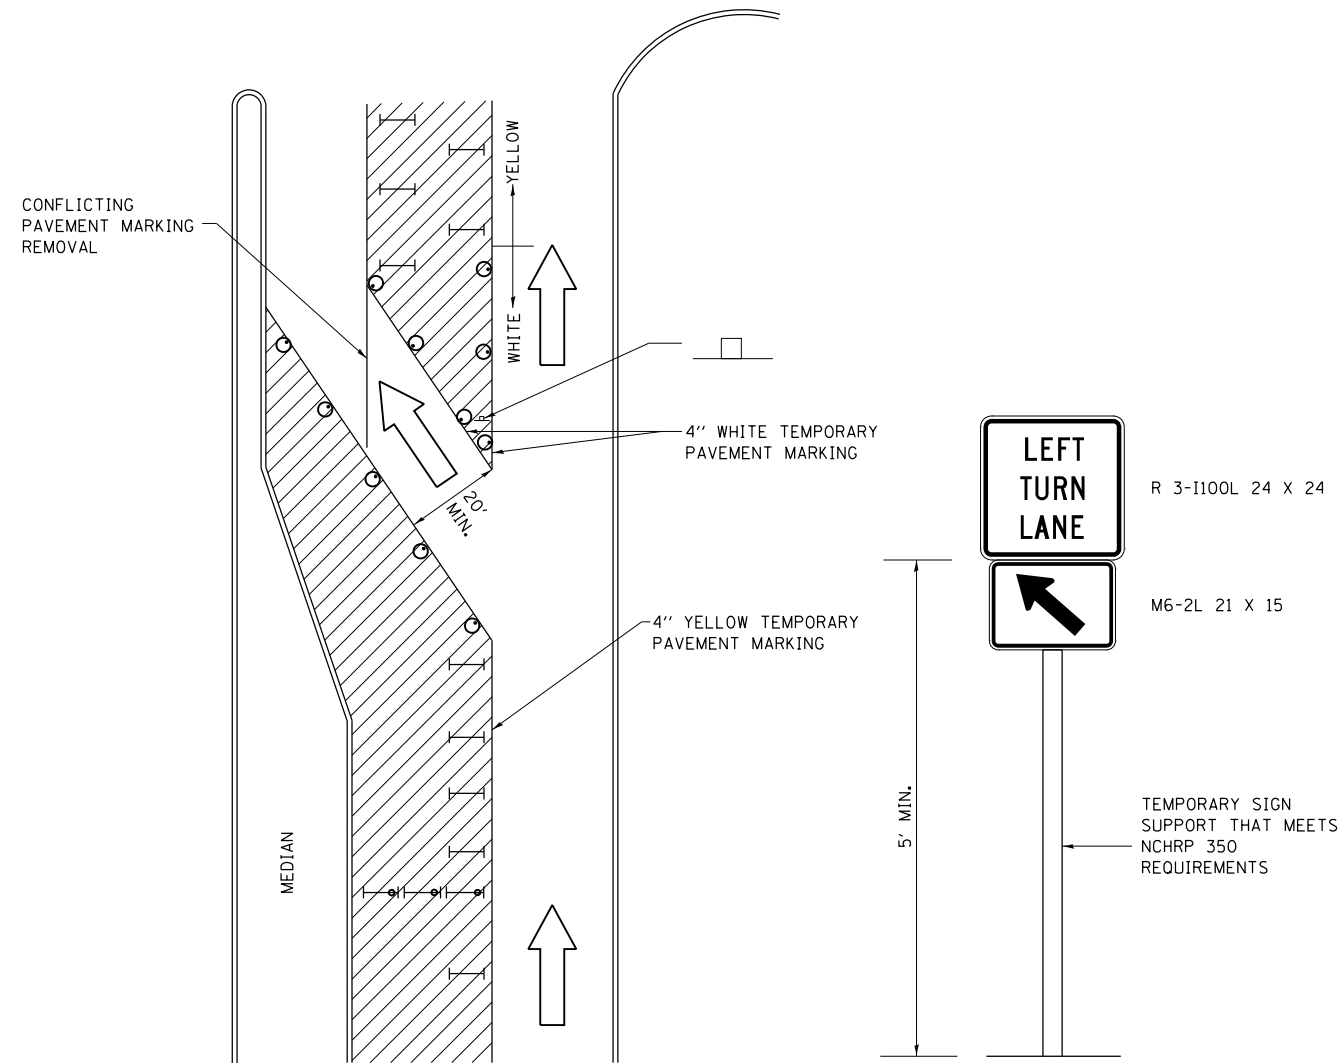 CONFLICTING
PAVEMENT MARKING
REMOVAL
YELLOW
WHITE
4'' WHITE TEMPORARY
PAVEMENT MARKING
20'
MIN.
4'' YELLOW TEMPORARY
PAVEMENT MARKING
MEDIAN
LEFT
TURN
LANE
R 3-I100L 24 X 24
M6-2L 21 X 15
5' MIN.
TEMPORARY SIGN
SUPPORT THAT MEETS
NCHRP 350
REQUIREMENTS